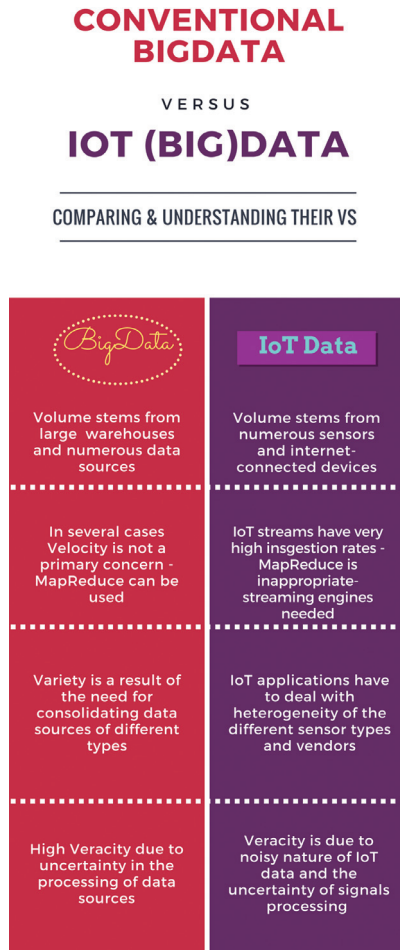 CONVENTIONAL
BIGDATA
VERSUS
IOT (BIG)DATA
COMPARING & UNDERSTANDING THEIR VS
BigData
Volume stems from
large warehouses
and numerous data
sources
In several cases
Velocity is not a
primary concern -
MapReduce can be
used
Variety is a result of
the need for
consolidating data
sources of different
types
High Veracity due to
uncertainty in the
processing of data
sources
IoT Data
Volume stems from
numerous sensors
and internet-
connected devices
IoT streams have very
high insgestion rates -
MapReduce is
inappropriate-
streaming engines
needed
IoT applications have
to deal with
heterogeneity of the
different sensor types
and vendors
Veracity is due to
noisy nature of IoT
data and the
uncertainty of signals
processing